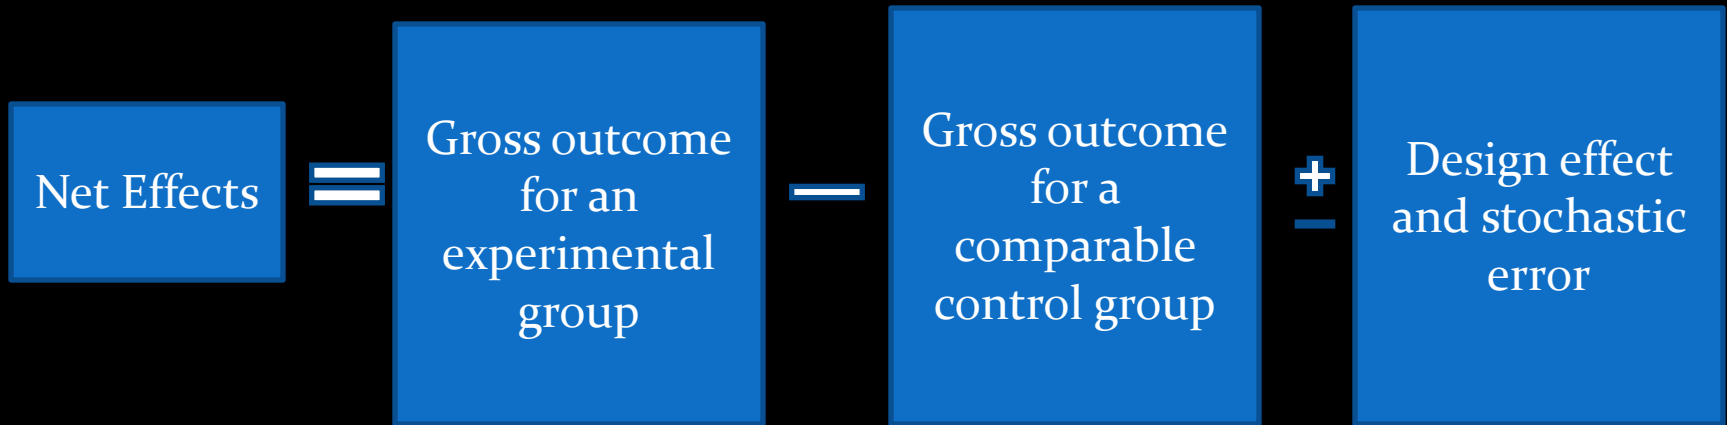 Net Effects
=
Gross outcome
for an
experimental
group
—
Gross outcome
for a
comparable
control group
±
Design effect
and stochastic
error